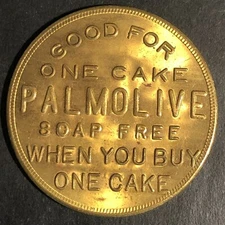 GOOD FOR
ONE CAKE
PALMOLIVE
SOAP FREE
WHEN YOU BUY
ONE CAKE